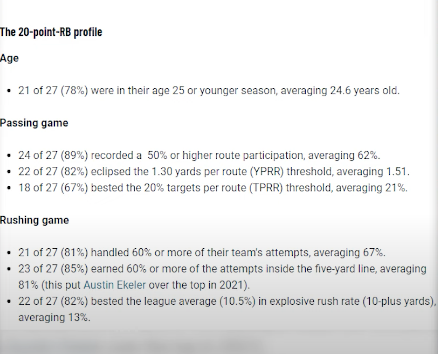 The 20-point-RB profile
Age
• 21 of 27 (78%) were in their age 25 or younger season, averaging 24.6 years old.
Passing game
• 24 of 27 (89%) recorded a 50% or higher route participation, averaging 62%.
• 22 of 27 (82%) eclipsed the 1.30 yards per route (YPRR) threshold, averaging 1.51.
• 18 of 27 (67%) bested the 20% targets per route (TPRR) threshold, averaging 21%.
Rushing game
• 21 of 27 (81%) handled 60% or more of their team's attempts, averaging 67%.
• 23 of 27 (85%) earned 60% or more of the attempts inside the five-yard line, averaging
81% (this put Austin Ekeler over the top in 2021).
• 22 of 27 (82%) bested the league average (10.5%) in explosive rush rate (10-plus yards),
averaging 13%.